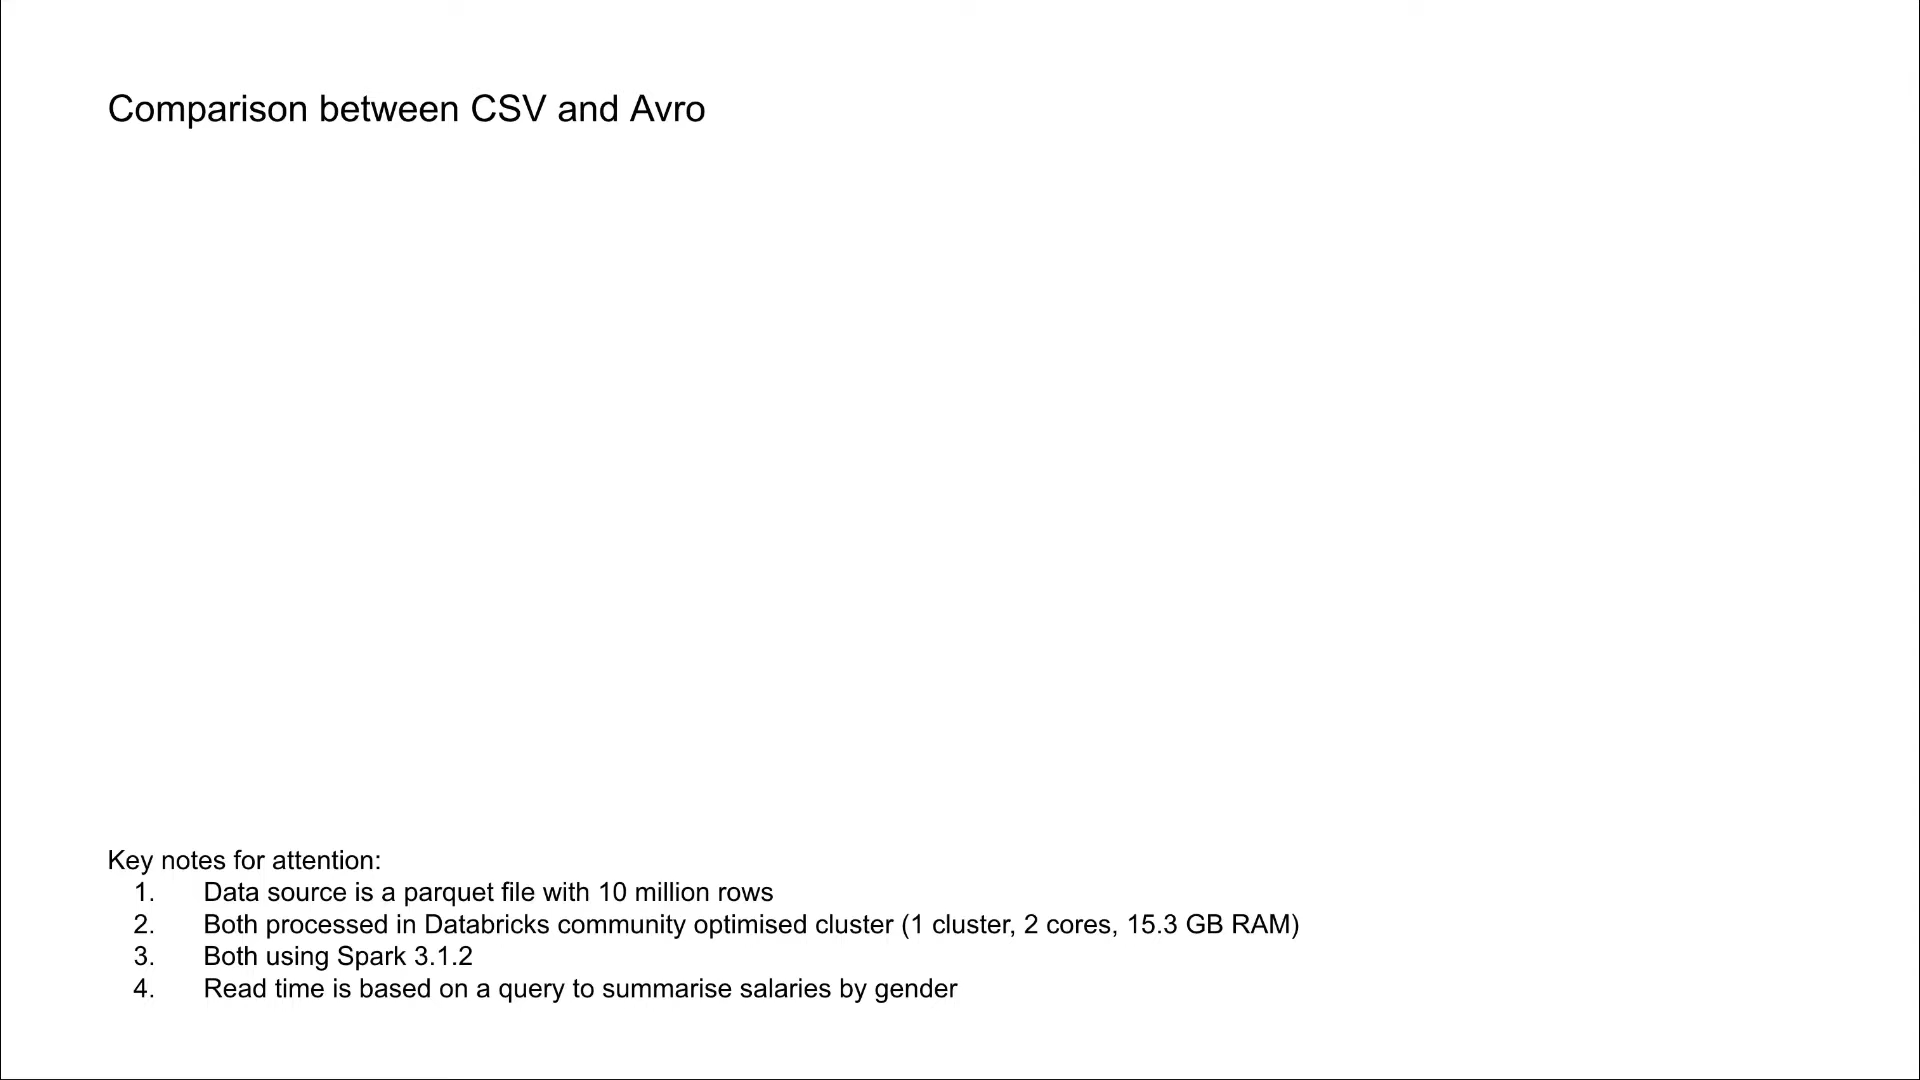 Comparison between CSV and Avro
Key notes for attention:
1. Data source is a parquet file with 10 million rows
2. Both processed in Databricks community optimised cluster (1 cluster, 2 cores, 15.3 GB RAM)
3. Both using Spark 3.1.2
4. Read time is based on a query to summarise salaries by gender